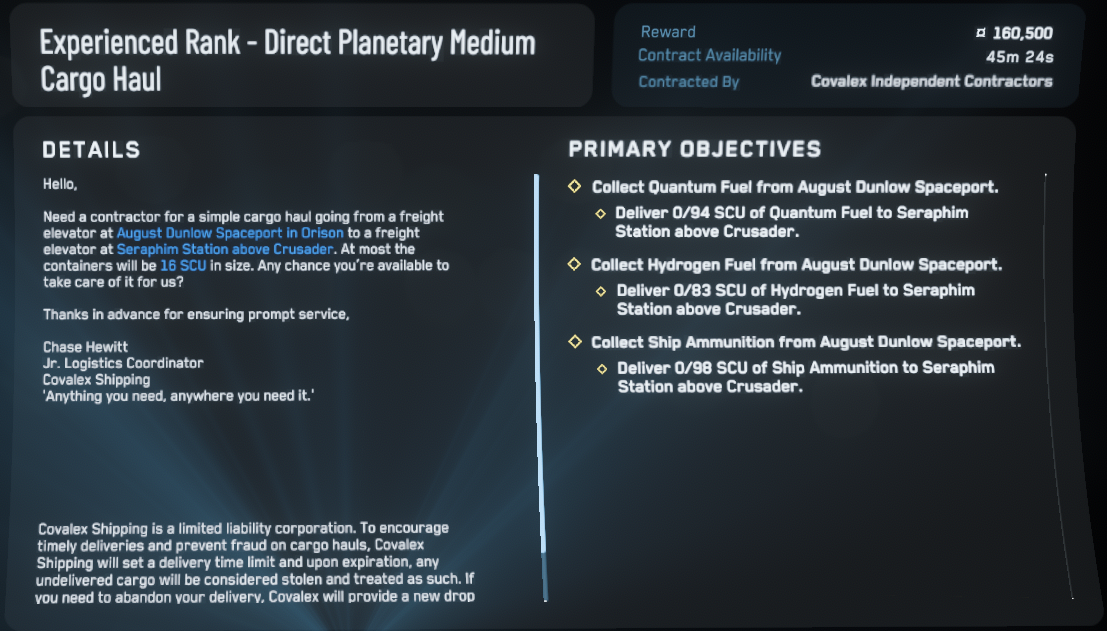 Experienced Rank - Direct Planetary Medium
Cargo Haul
Reward ¤ 160,500
Contract Availability 45m 24s
Contracted By Covalex Independent Contractors
DETAILS
Hello,
Need a contractor for a simple cargo haul going from a freight
elevator at August Dunlow Spaceport in Orison to a freight
elevator at Seraphim Station above Crusader. At most the
containers will be 16 SCU in size. Any chance you're available to
take care of it for us?
Thanks in advance for ensuring prompt service,
Chase Hewitt
Jr. Logistics Coordinator
Covalex Shipping
'Anything you need, anywhere you need it.'
Covalex Shipping is a limited liability corporation. To encourage
timely deliveries and prevent fraud on cargo hauls, Covalex
Shipping will set a delivery time limit and upon expiration, any
undelivered cargo will be considered stolen and treated as such. If
you need to abandon your delivery, Covalex will provide a new drop
PRIMARY OBJECTIVES
Collect Quantum Fuel from August Dunlow Spaceport.
Deliver 0/94 SCU of Quantum Fuel to Seraphim
Station above Crusader.
Collect Hydrogen Fuel from August Dunlow Spaceport.
Deliver 0/83 SCU of Hydrogen Fuel to Seraphim
Station above Crusader.
Collect Ship Ammunition from August Dunlow Spaceport.
Deliver 0/98 SCU of Ship Ammunition to Seraphim
Station above Crusader.